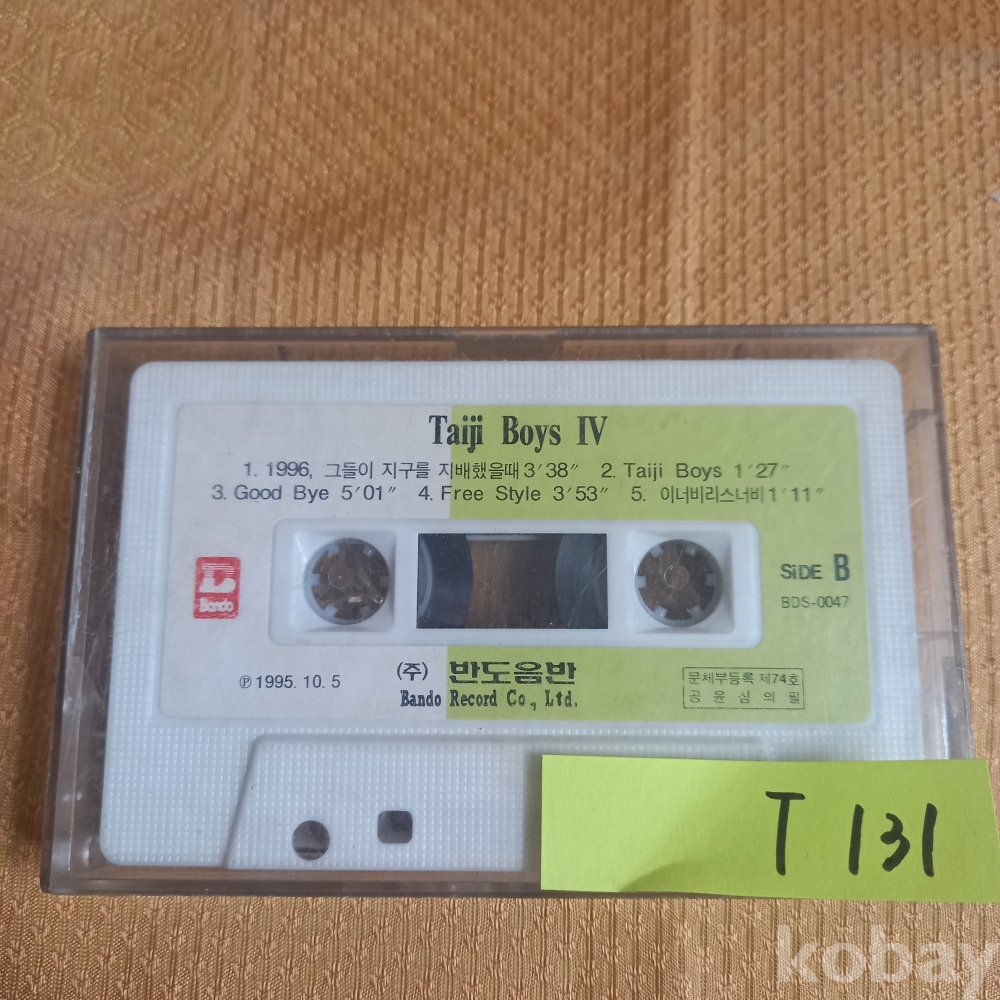 Taiji Boys IV
1. 1996, 그들이 지구를 지배했을때 3′38″ 2. Taiji Boys 1′27″
3. Good Bye 5′01″ 4. Free Style 3′53″ 5. 이너비리스너비 1′11″
Bando
SiDE B
BDS-0047
℗ 1995. 10. 5
(주) 반도음반
Bando Record Co., Ltd.
문체부등록 제74호
공 윤 심 의 필
T 131
kobay